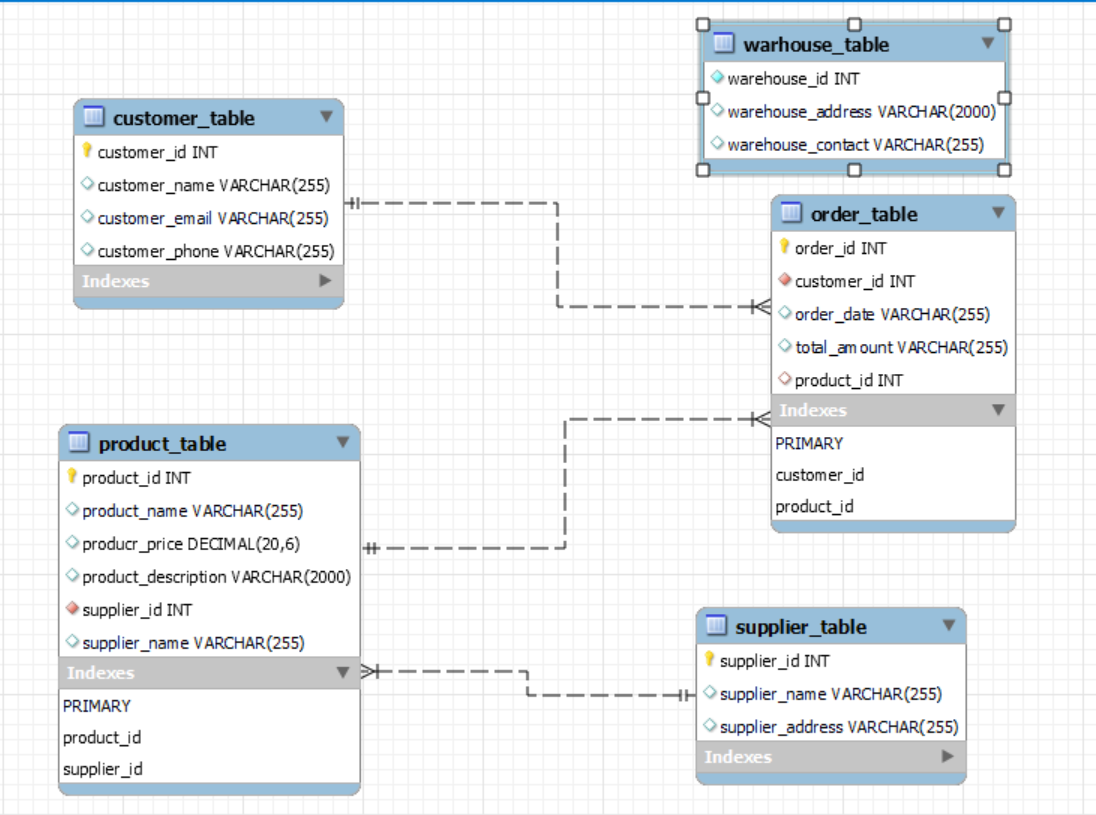 warhouse_table
warehouse_id INT
warehouse_address VARCHAR(2000)
warehouse_contact VARCHAR(255)
customer_table
customer_id INT
customer_name VARCHAR(255)
customer_email VARCHAR(255)
customer_phone VARCHAR(255)
Indexes
order_table
order_id INT
customer_id INT
order_date VARCHAR(255)
total_amount VARCHAR(255)
product_id INT
Indexes
PRIMARY
customer_id
product_id
product_table
product_id INT
product_name VARCHAR(255)
producr_price DECIMAL(20,6)
product_description VARCHAR(2000)
supplier_id INT
supplier_name VARCHAR(255)
Indexes
PRIMARY
product_id
supplier_id
supplier_table
supplier_id INT
supplier_name VARCHAR(255)
supplier_address VARCHAR(255)
Indexes